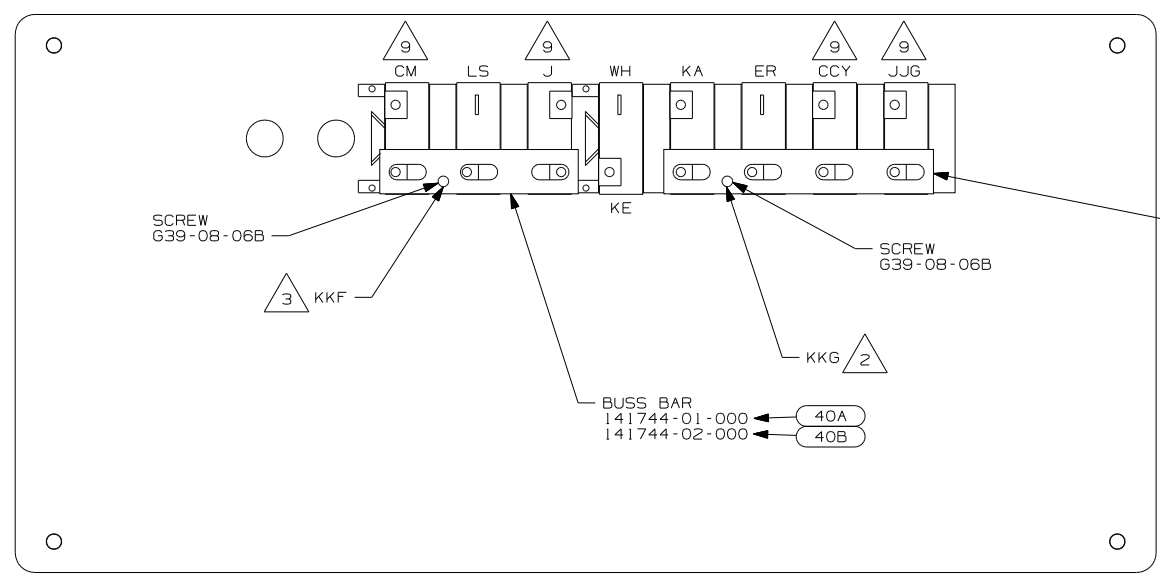 9 9 9 9
CM LS J WH KA ER CCY JJG
KE
SCREW
G39-08-06B
SCREW
G39-08-06B
3 KKF
KKG 2
BUSS BAR
141744-01-000 40A
141744-02-000 40B